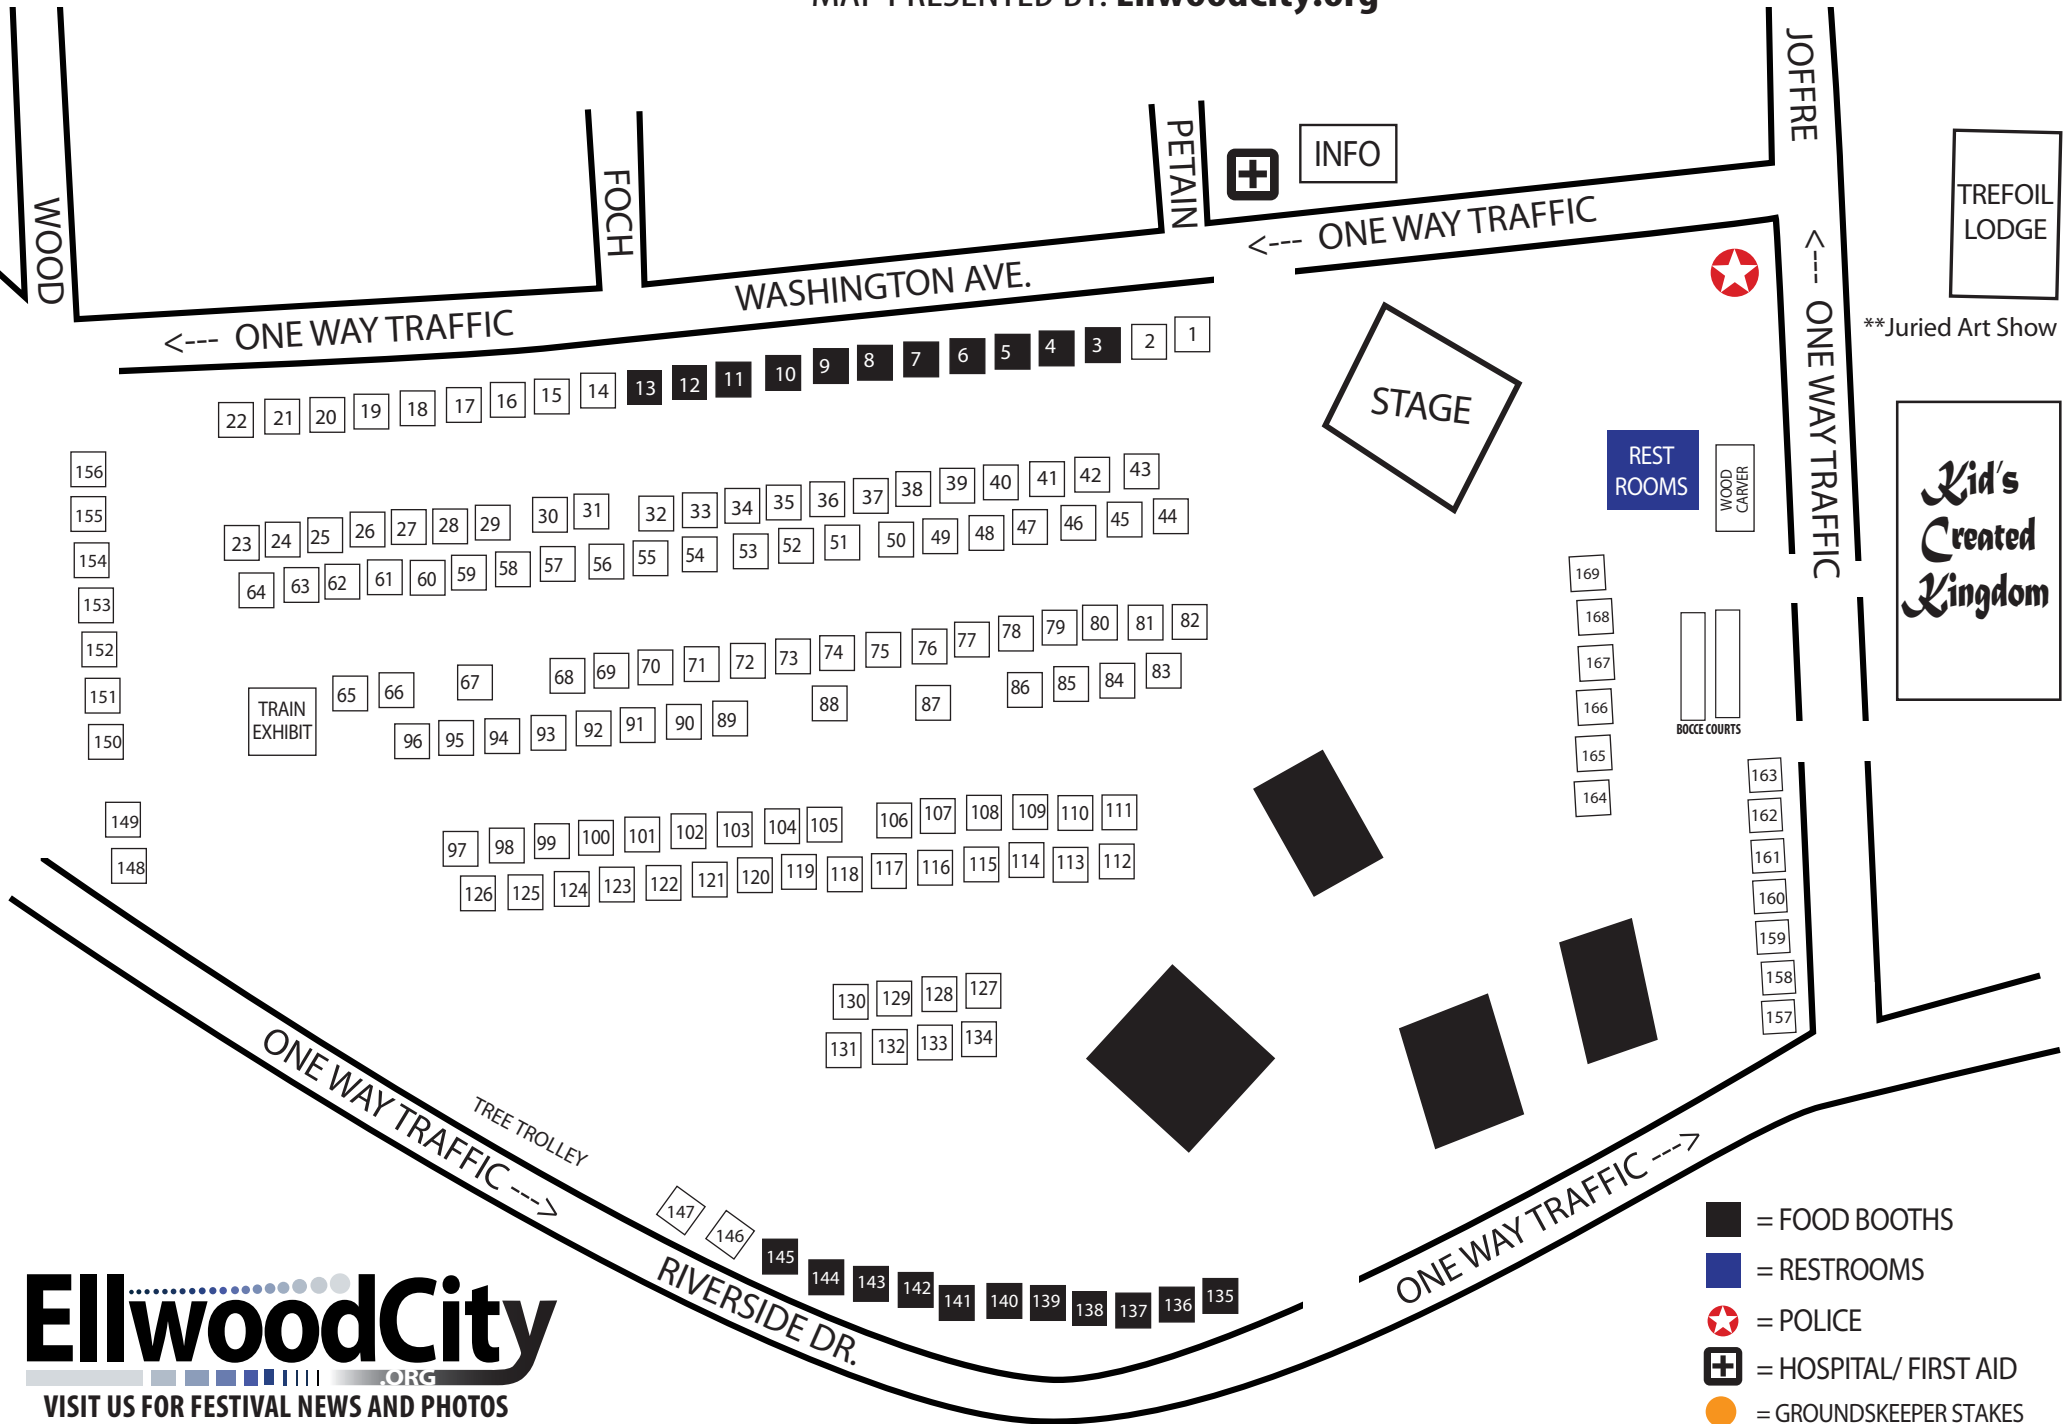 MAP PRESENTED BY: EllwoodCity.org
WOOD
FOCH
PETAIN
JOFFRE
INFO
TREFOIL
LODGE
**Juried Art Show
<--- ONE WAY TRAFFIC
WASHINGTON AVE.
<--- ONE WAY TRAFFIC
<--- ONE WAY TRAFFIC
22 21 20 19 18 17 16 15 14 13 12 11 10 9 8 7 6 5 4 3 2 1
STAGE
REST
ROOMS
WOOD
CARVER
Kid's
Created
Kingdom
156
155
154
153
152
151
150
149
148
23 24 25 26 27 28 29 30 31 32 33 34 35 36 37 38 39 40 41 42 43
64 63 62 61 60 59 58 57 56 55 54 53 52 51 50 49 48 47 46 45 44
TRAIN
EXHIBIT
65 66 67 68 69 70 71 72 73 74 75 76 77 78 79 80 81 82
96 95 94 93 92 91 90 89 88 87 86 85 84 83
169
168
167
166
165
164
BOCCE COURTS
163
162
161
160
159
158
157
97 98 99 100 101 102 103 104 105 106 107 108 109 110 111
126 125 124 123 122 121 120 119 118 117 116 115 114 113 112
130 129 128 127
131 132 133 134
ONE WAY TRAFFIC --->
TREE TROLLEY
147 146 145 144 143 142 141 140 139 138 137 136 135
RIVERSIDE DR.
ONE WAY TRAFFIC --->
= FOOD BOOTHS
= RESTROOMS
= POLICE
= HOSPITAL/ FIRST AID
= GROUNDSKEEPER STAKES
EllwoodCity
.ORG
VISIT US FOR FESTIVAL NEWS AND PHOTOS